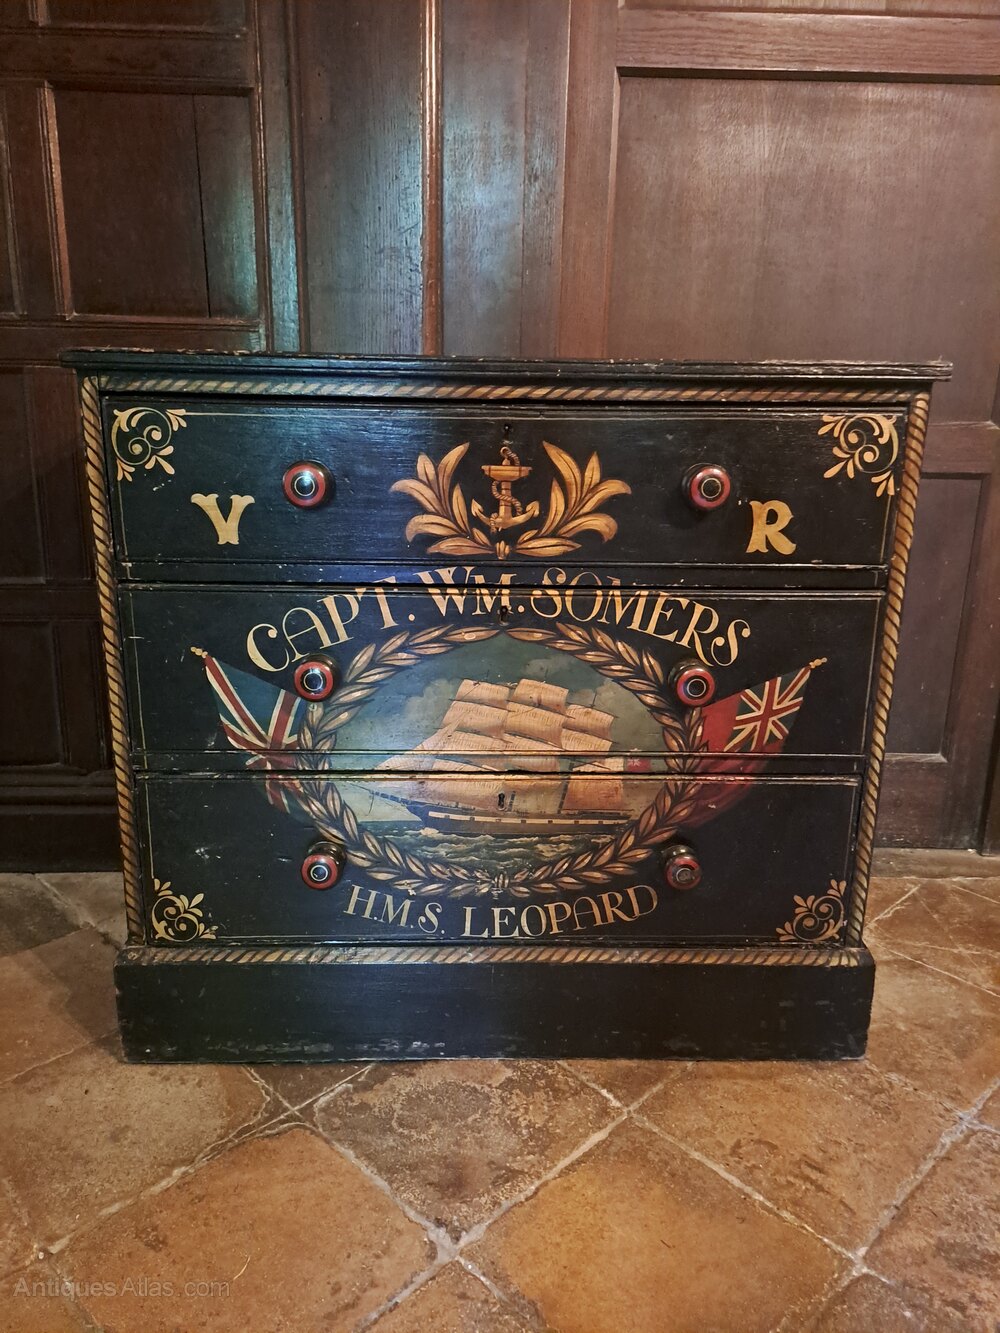 V R
CAPT. WM. SOMERS
H.M.S. LEOPARD
AntiquesAtlas.com